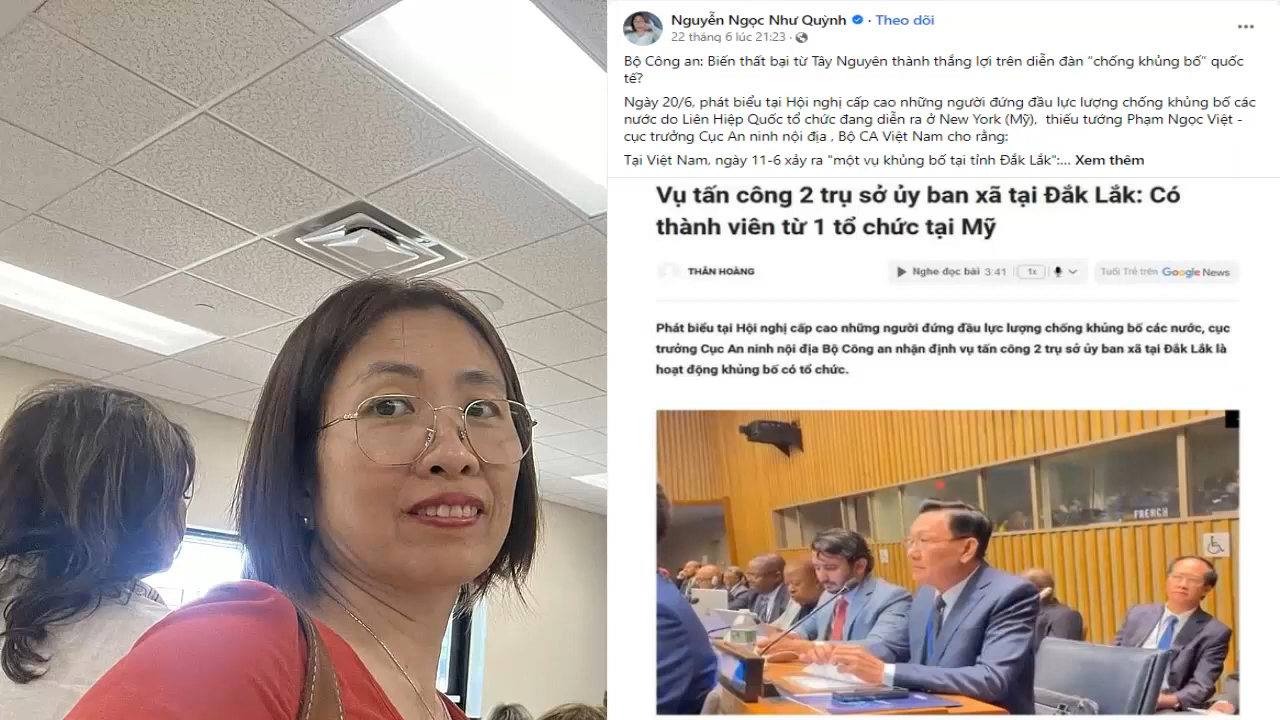 Nguyễn Ngọc Như Quỳnh · Theo dõi
22 tháng 6 lúc 21:23 ·
Bộ Công an: Biến thất bại từ Tây Nguyên thành thắng lợi trên diễn đàn "chống khủng bố" quốc
tế?
Ngày 20/6, phát biểu tại Hội nghị cấp cao những người đứng đầu lực lượng chống khủng bố các
nước do Liên Hiệp Quốc tổ chức đang diễn ra ở New York (Mỹ), thiếu tướng Phạm Ngọc Việt -
cục trưởng Cục An ninh nội địa , Bộ CA Việt Nam cho rằng:
Tại Việt Nam, ngày 11-6 xảy ra "một vụ khủng bố tại tỉnh Đắk Lắk":... Xem thêm
Vụ tấn công 2 trụ sở ủy ban xã tại Đắk Lắk: Có
thành viên từ 1 tổ chức tại Mỹ
THÂN HOÀNG
Nghe đọc bài 3:41 1x
Tuổi Trẻ trên Google News
Phát biểu tại Hội nghị cấp cao những người đứng đầu lực lượng chống khủng bố các nước, cục
trưởng Cục An ninh nội địa Bộ Công an nhận định vụ tấn công 2 trụ sở ủy ban xã tại Đắk Lắk là
hoạt động khủng bố có tổ chức.
FRENCH